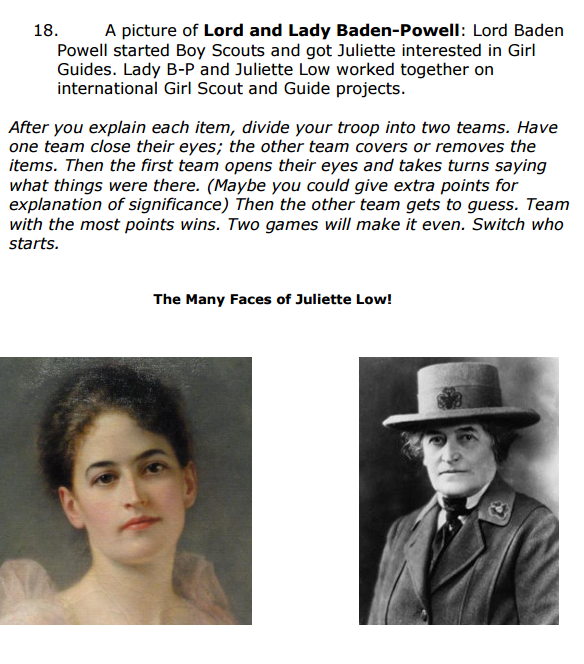 18. A picture of Lord and Lady Baden-Powell: Lord Baden
Powell started Boy Scouts and got Juliette interested in Girl
Guides. Lady B-P and Juliette Low worked together on
international Girl Scout and Guide projects.
After you explain each item, divide your troop into two teams. Have
one team close their eyes; the other team covers or removes the
items. Then the first team opens their eyes and takes turns saying
what things were there. (Maybe you could give extra points for
explanation of significance) Then the other team gets to guess. Team
with the most points wins. Two games will make it even. Switch who
starts.
The Many Faces of Juliette Low!